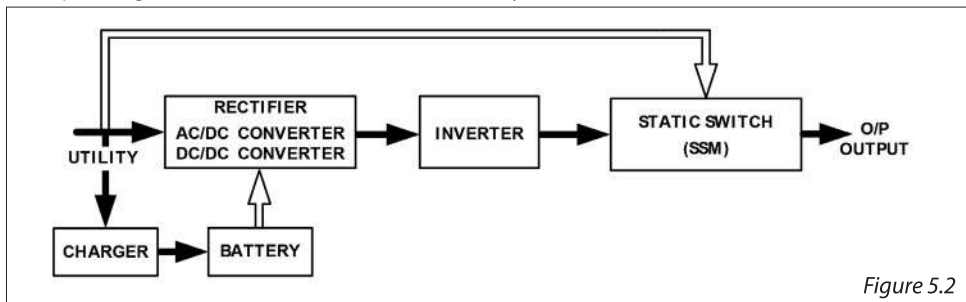 RECTIFIER
AC/DC CONVERTER
DC/DC CONVERTER
INVERTER
STATIC SWITCH
(SSM)
O/P
OUTPUT
UTILITY
CHARGER
BATTERY
Figure 5.2